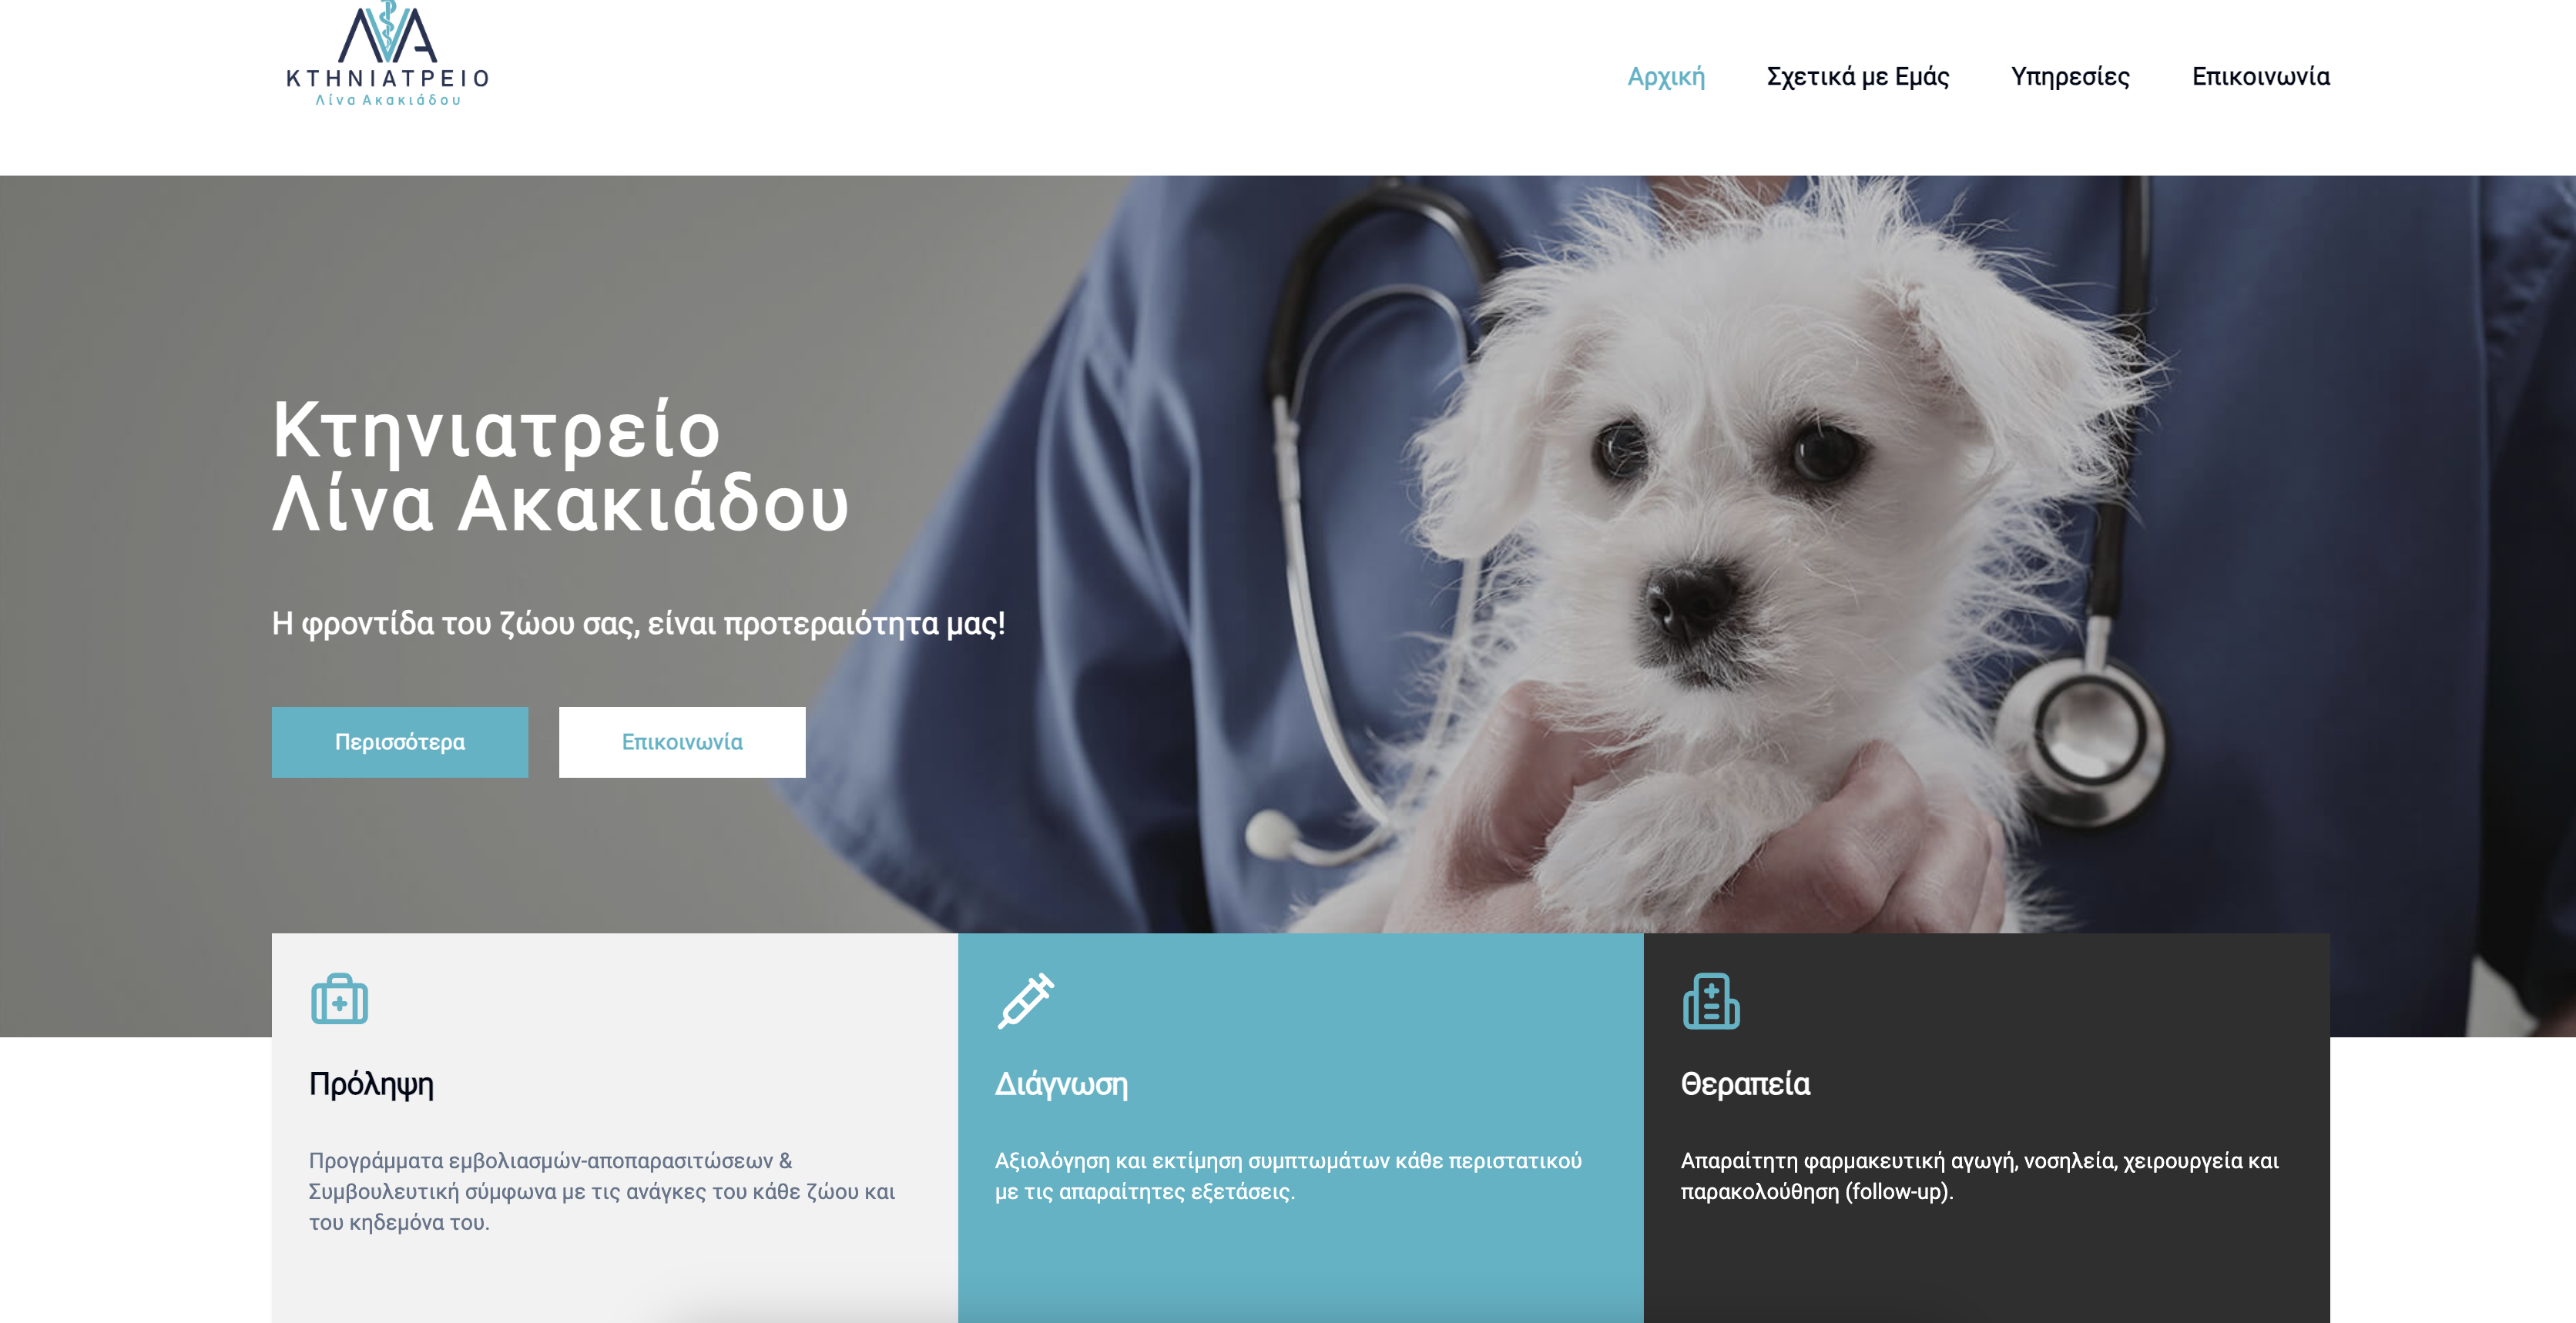 ΚΤΗΝΙΑΤΡΕΙΟ
Λίνα Ακακιάδου
Αρχική Σχετικά με Εμάς Υπηρεσίες Επικοινωνία
Κτηνιατρείο
Λίνα Ακακιάδου
Η φροντίδα του ζώου σας, είναι προτεραιότητα μας!
Περισσότερα Επικοινωνία
Πρόληψη
Προγράμματα εμβολιασμών-αποπαρασιτώσεων &
Συμβουλευτική σύμφωνα με τις ανάγκες του κάθε ζώου και
του κηδεμόνα του.
Διάγνωση
Αξιολόγηση και εκτίμηση συμπτωμάτων κάθε περιστατικού
με τις απαραίτητες εξετάσεις.
Θεραπεία
Απαραίτητη φαρμακευτική αγωγή, νοσηλεία, χειρουργεία και
παρακολούθηση (follow-up).